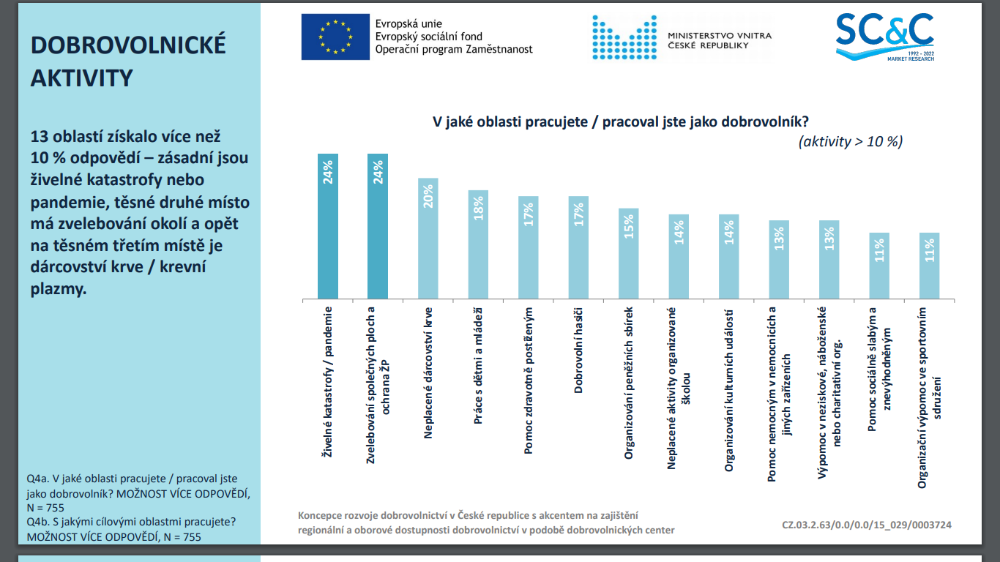 DOBROVOLNICKÉ
AKTIVITY
13 oblastí získalo více než
10 % odpovědí – zásadní jsou
živelné katastrofy nebo
pandemie, těsné druhé místo
má zvelebování okolí a opět
na těsném třetím místě je
dárcovství krve / krevní
plazmy.
Q4a. V jaké oblasti pracujete / pracoval jste
jako dobrovolník? MOŽNOST VÍCE ODPOVĚDÍ,
N = 755
Q4b. S jakými cílovými oblastmi pracujete?
MOŽNOST VÍCE ODPOVĚDÍ, N = 755
Evropská unie
Evropský sociální fond
Operační program Zaměstnanost
MINISTERSTVO VNITRA
ČESKÉ REPUBLIKY
SC&C
1992 - 2022
MARKET RESEARCH
V jaké oblasti pracujete / pracoval jste jako dobrovolník?
(aktivity > 10 %)
24%
24%
20%
18%
17%
17%
15%
14%
14%
13%
13%
11%
11%
Živelné katastrofy / pandemie
Zvelebování společných ploch a
ochrana ŽP
Neplacené dárcovství krve
Práce s dětmi a mládeží
Pomoc zdravotně postiženým
Dobrovolní hasiči
Organizování peněžních sbírek
Neplacené aktivity organizované
školou
Organizování kulturních událostí
Pomoc nemocným v nemocnicích a
jiných zařízeních
Výpomoc v neziskové, náboženské
nebo charitativní org.
Pomoc sociálně slabým a
znevýhodněným
Organizační výpomoc ve sportovním
sdružení
Koncepce rozvoje dobrovolnictví v České republice s akcentem na zajištění
regionální a oborové dostupnosti dobrovolnictví v podobě dobrovolnických center
CZ.03.2.63/0.0/0.0/15_029/0003724